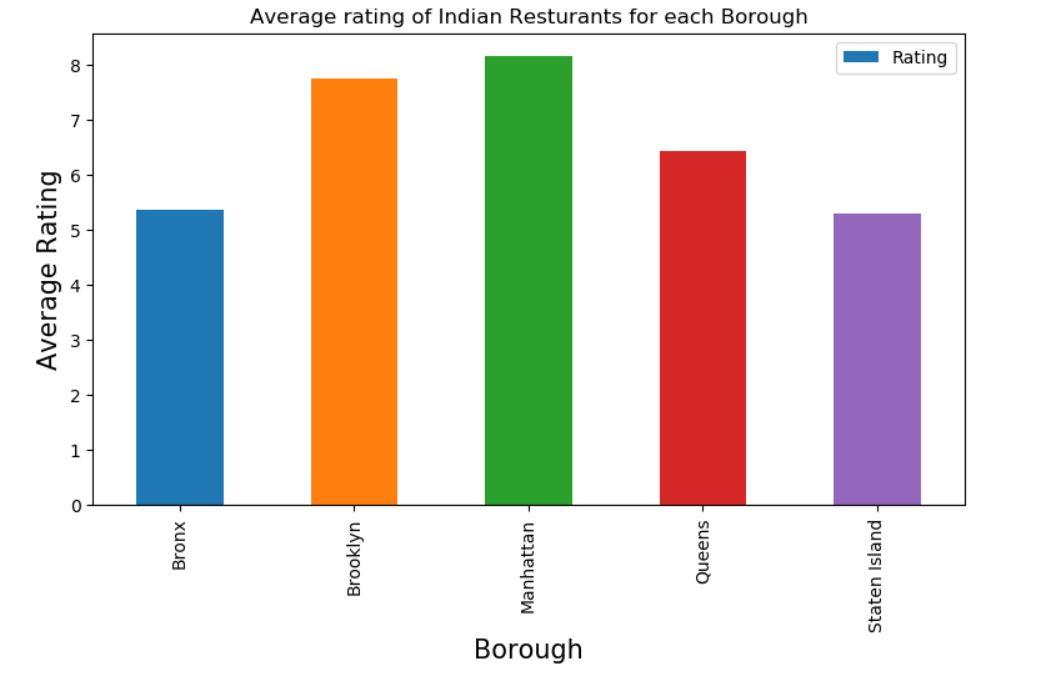 Average rating of Indian Resturants for each Borough
Rating
Average Rating
8
7
6
5
4
3
2
1
0
Bronx
Brooklyn
Manhattan
Queens
Staten Island
Borough